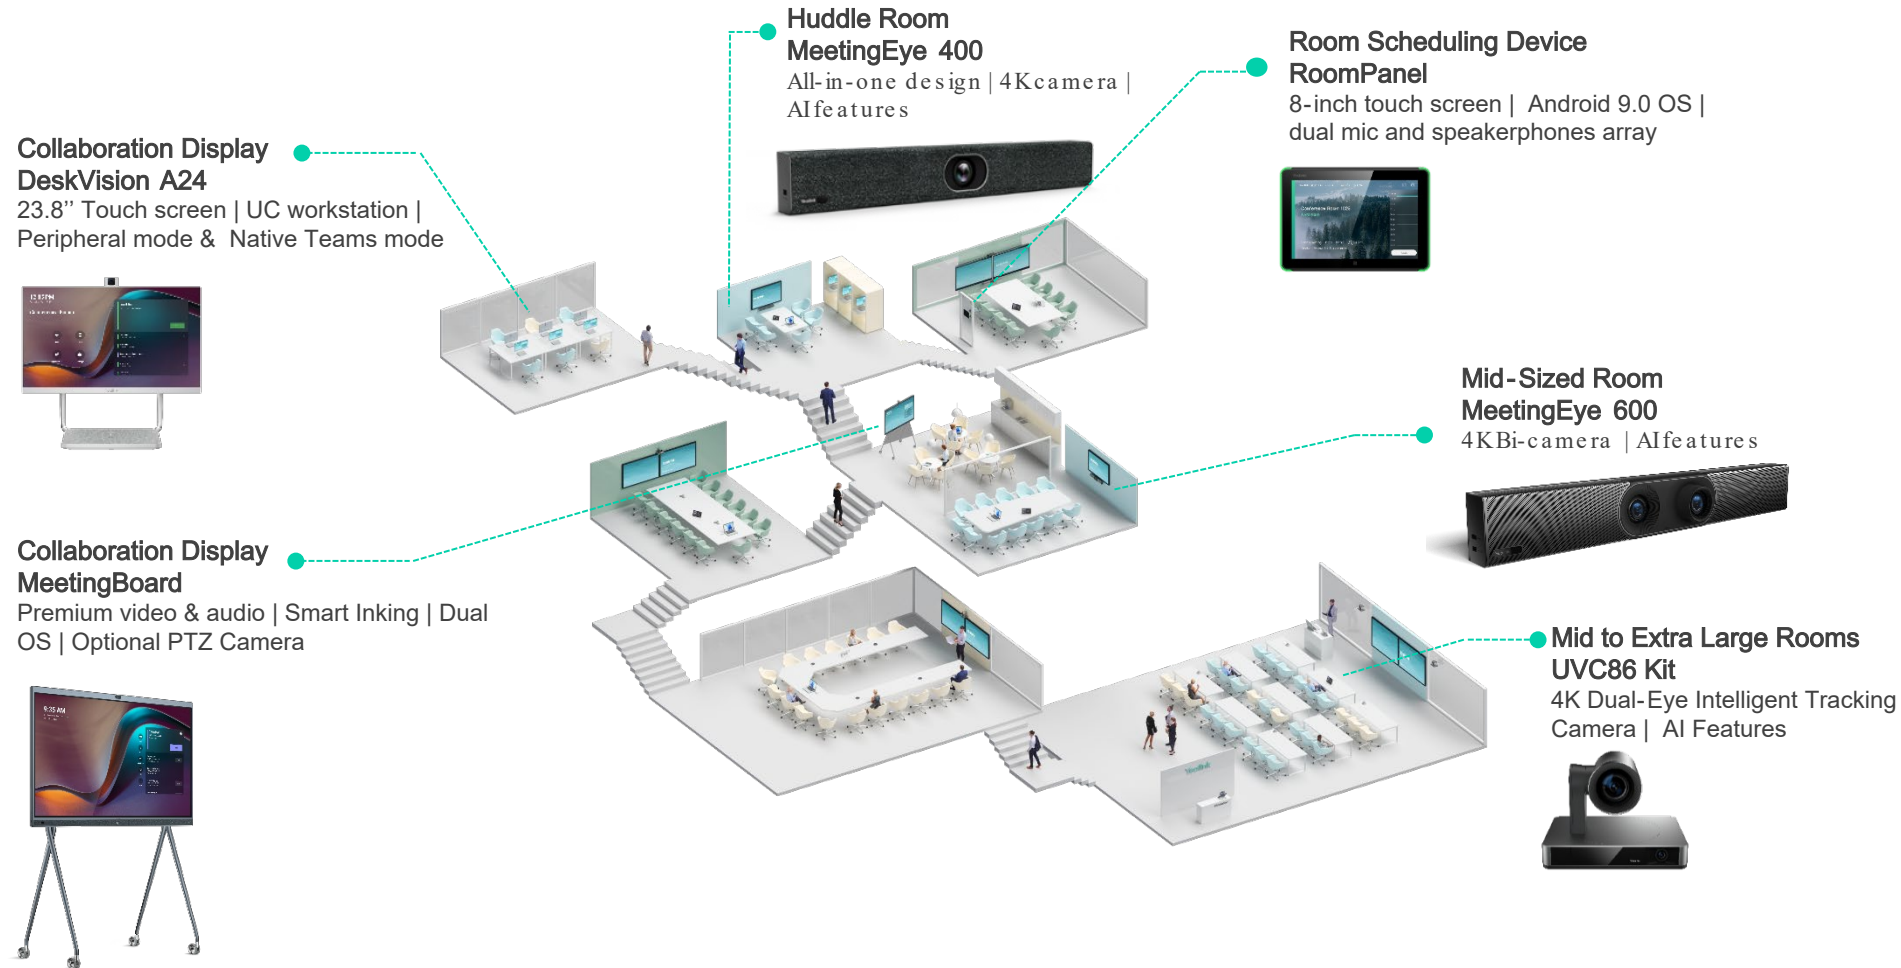 Huddle Room
MeetingEye 400
All-in-one design | 4Kcamera |
AIfeatures
Room Scheduling Device
RoomPanel
8-inch touch screen | Android 9.0 OS |
dual mic and speakerphones array
Collaboration Display
DeskVision A24
23.8’’ Touch screen | UC workstation |
Peripheral mode & Native Teams mode
Mid-Sized Room
MeetingEye 600
4KBi-camera | AIfeatures
Collaboration Display
MeetingBoard
Premium video & audio | Smart Inking | Dual
OS | Optional PTZ Camera
9:35 AM
Mid to Extra Large Rooms
UVC86 Kit
4K Dual-Eye Intelligent Tracking
Camera | AI Features
Yealink